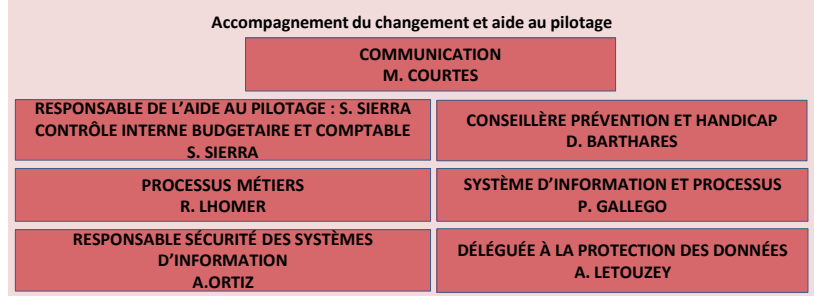 Accompagnement du changement et aide au pilotage
COMMUNICATION
M. COURTES
RESPONSABLE DE L’AIDE AU PILOTAGE : S. SIERRA
CONTRÔLE INTERNE BUDGETAIRE ET COMPTABLE
S. SIERRA
CONSEILLÈRE PRÉVENTION ET HANDICAP
D. BARTHARES
PROCESSUS MÉTIERS
R. LHOMER
SYSTÈME D’INFORMATION ET PROCESSUS
P. GALLEGO
RESPONSABLE SÉCURITÉ DES SYSTÈMES
D’INFORMATION
A.ORTIZ
DÉLÉGUÉE À LA PROTECTION DES DONNÉES
A. LETOUZEY